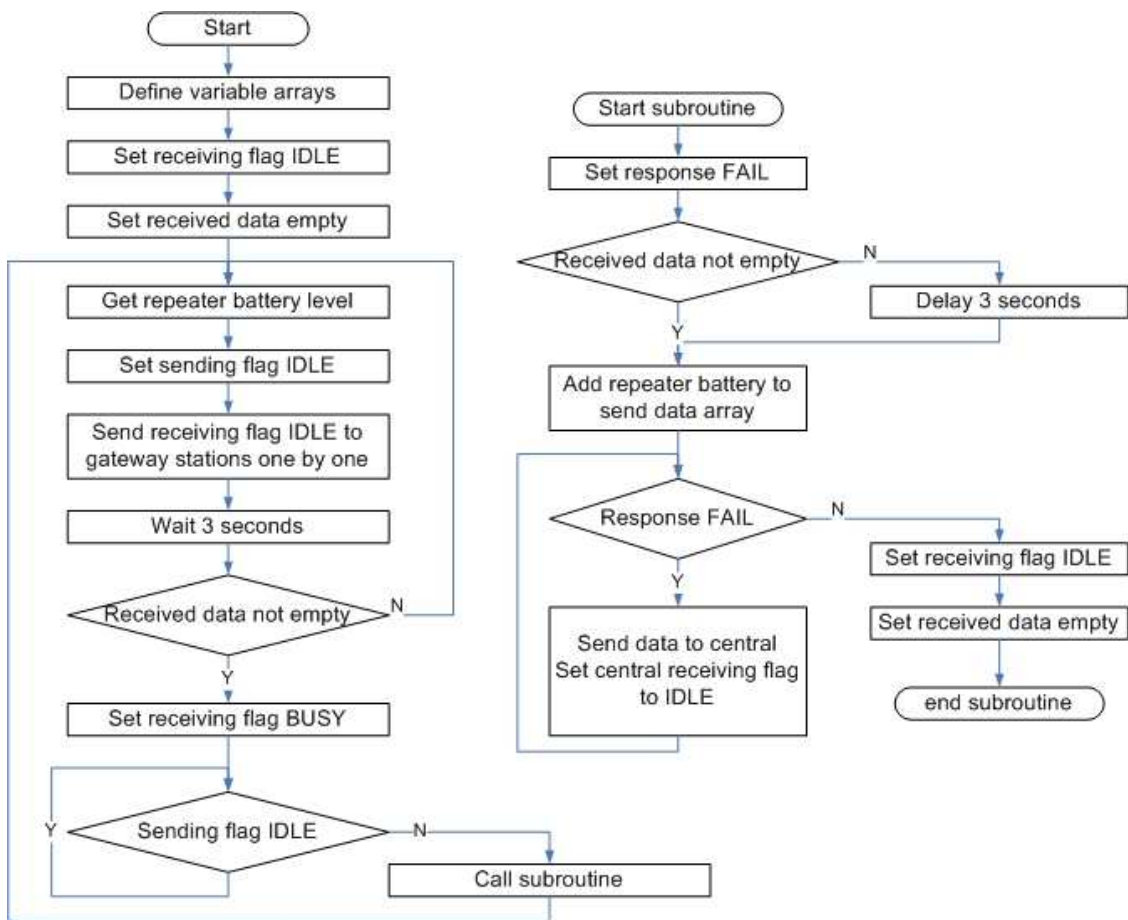 Start
Define variable arrays
Set receiving flag IDLE
Set received data empty
Get repeater battery level
Set sending flag IDLE
Send receiving flag IDLE to
gateway stations one by one
Wait 3 seconds
Received data not empty
N
Y
Set receiving flag BUSY
Sending flag IDLE
Y
N
Call subroutine
Start subroutine
Set response FAIL
Received data not empty
N
Delay 3 seconds
Y
Add repeater battery to
send data array
Response FAIL
N
Y
Send data to central
Set central receiving flag
to IDLE
Set receiving flag IDLE
Set received data empty
end subroutine